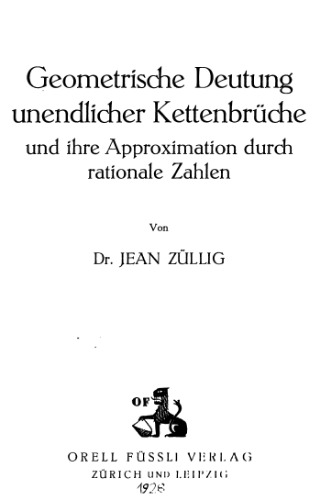 Geometrische Deutung
unendlicher Kettenbrüche
und ihre Approximation durch
rationale Zahlen
Von
Dr. JEAN ZÜLLIG
OF
ORELL FÜSSLI VERLAG
ZÜRICH UND LEIPZIG
1928